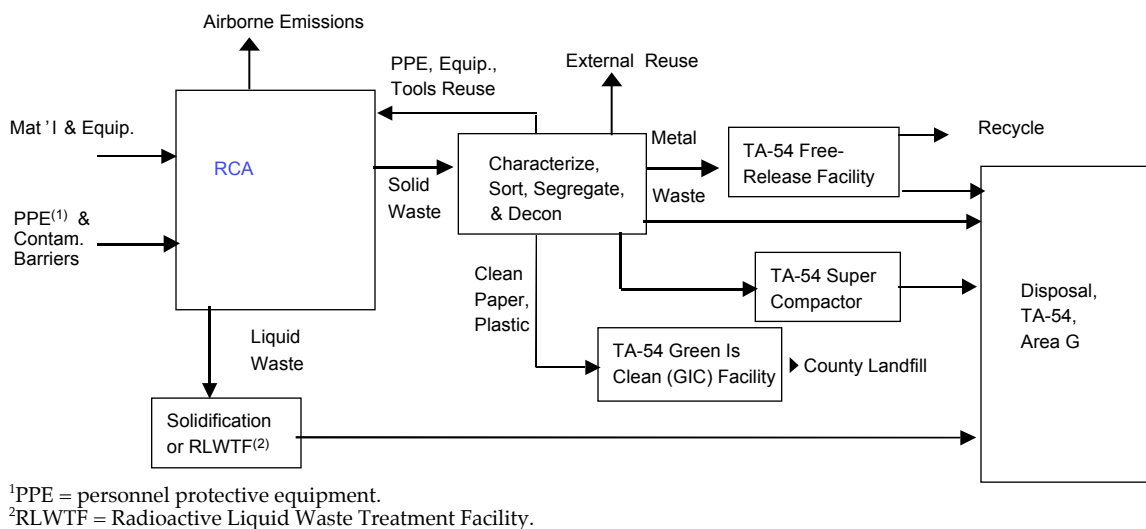 Airborne Emissions
PPE, Equip.,
Tools Reuse
External Reuse
Mat'l & Equip.
RCA
Solid
Waste
Characterize,
Sort, Segregate,
& Decon
Metal
Waste
TA-54 Free-
Release Facility
Recycle
PPE(1) &
Contam.
Barriers
Clean
Paper,
Plastic
TA-54 Super
Compactor
Disposal,
TA-54,
Area G
Liquid
Waste
TA-54 Green Is
Clean (GIC) Facility
County Landfill
Solidification
or RLWTF(2)
1PPE = personnel protective equipment.
2RLWTF = Radioactive Liquid Waste Treatment Facility.